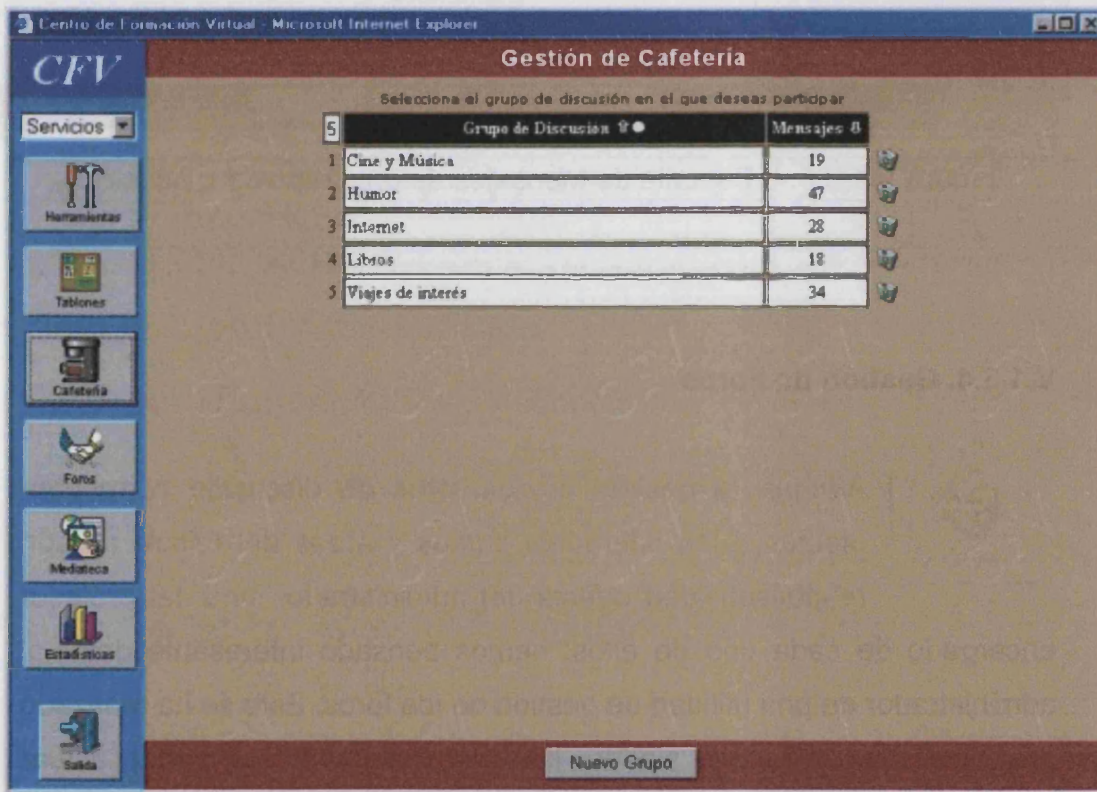 Centro de Formación Virtual - Microsoft Internet Explorer
CFV
Gestión de Cafetería
Selecciona el grupo de discusión en el que deseas participar
Servicios
5 Grupo de Discusión Mensajes
1 Cine y Música 19
2 Humor 47
3 Internet 28
4 Libros 18
5 Viajes de interés 34
Herramientas
Tablones
Cafetería
Foros
Mediateca
Estadísticas
Salida
Nuevo Grupo